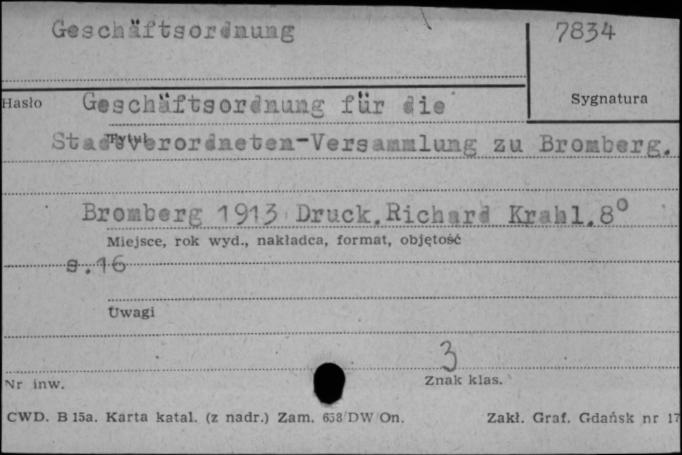 Geschäftsordnung 7834
Hasło Geschäftsordnung für die Sygnatura
Tytuł
Stadtverordneten-Versammlung zu Bromberg.
Bromberg 1913 Druck.Richard Krahl.8°
Miejsce, rok wyd., nakładca, format, objętość
s.16
Uwagi
3
Nr inw. Znak klas.
CWD. B 15a. Karta katal. (z nadr.) Zam. 658/DW/On. Zakł. Graf. Gdańsk nr 17